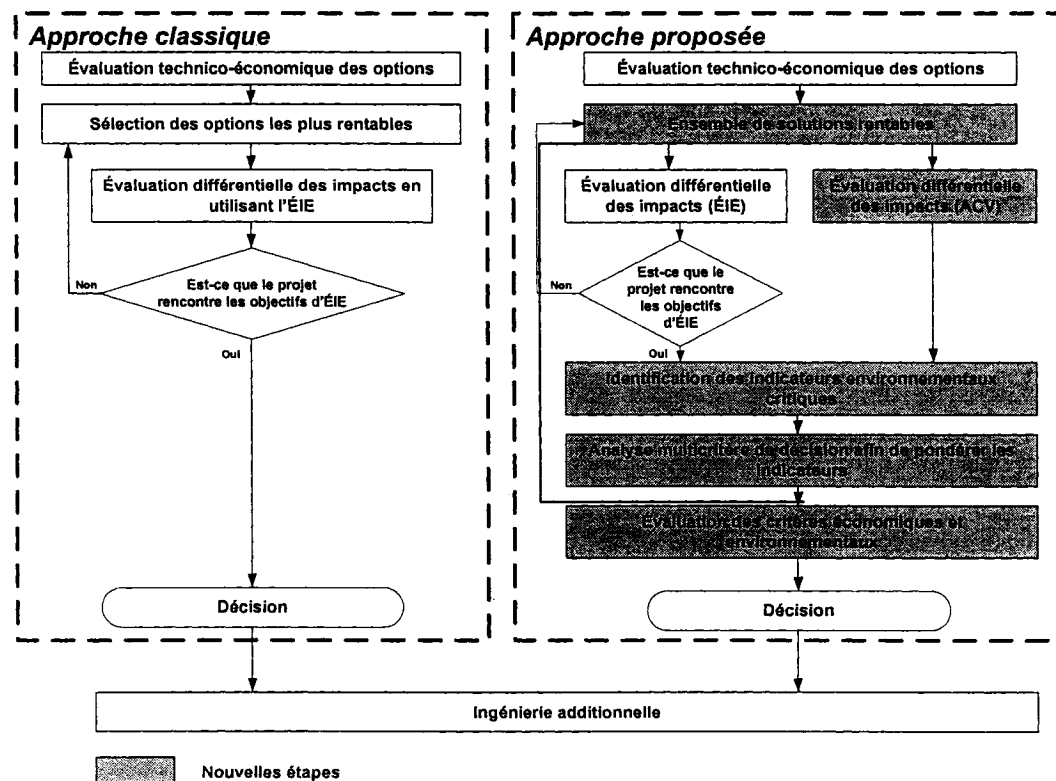 Approche classique
Évaluation technico-économique des options
Sélection des options les plus rentables
Évaluation différentielle des impacts en
utilisant l'ÉIE
Non
Est-ce que le projet
rencontre les objectifs d'ÉIE
Oui
Décision
Approche proposée
Évaluation technico-économique des options
Ensemble de solutions rentables
Évaluation différentielle
des impacts (ÉIE)
Évaluation différentielle
des impacts (ACV)
Non
Est-ce que le
projet rencontre
les objectifs
d'ÉIE
Oui
Identification des indicateurs environnementaux
critiques
Analyse multicritère de décision afin de pondérer les
indicateurs
Évaluation des critères économiques et
environnementaux
Décision
Ingénierie additionnelle
Nouvelles étapes